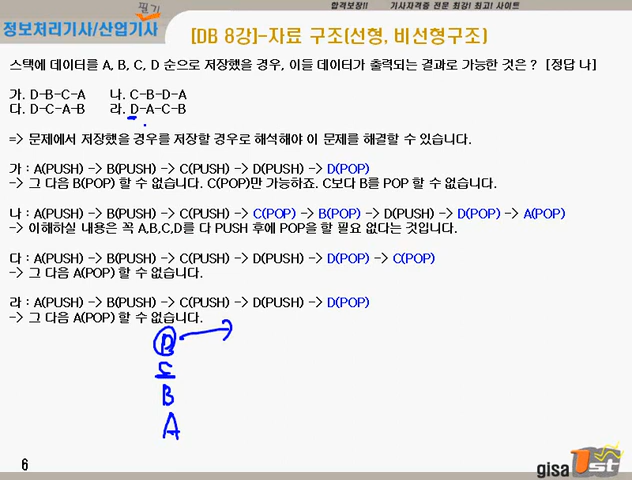 합격보장!! 기사자격증 전문 최강! 최고! 사이트
필기
정보처리기사/산업기사
[DB 8강]-자료 구조(선형, 비선형구조)
스택에 데이터를 A, B, C, D 순으로 저장했을 경우, 이들 데이터가 출력되는 결과로 가능한 것은 ? [정답 나]
가. D-B-C-A 나. C-B-D-A
다. D-C-A-B 라. D-A-C-B
=> 문제에서 저장했을 경우를 저장할 경우로 해석해야 이 문제를 해결할 수 있습니다.
가 : A(PUSH) -> B(PUSH) -> C(PUSH) -> D(PUSH) -> D(POP)
-> 그 다음 B(POP) 할 수 없습니다. C(POP)만 가능하죠. C보다 B를 POP 할 수 없습니다.
나 : A(PUSH) -> B(PUSH) -> C(PUSH) -> C(POP) -> B(POP) -> D(PUSH) -> D(POP) -> A(POP)
-> 이해하실 내용은 꼭 A,B,C,D를 다 PUSH 후에 POP을 할 필요 없다는 것입니다.
다 : A(PUSH) -> B(PUSH) -> C(PUSH) -> D(PUSH) -> D(POP) -> C(POP)
-> 그 다음 A(POP) 할 수 없습니다.
라 : A(PUSH) -> B(PUSH) -> C(PUSH) -> D(PUSH) -> D(POP)
-> 그 다음 A(POP) 할 수 없습니다.
D
C
B
A
6
gisa 1st